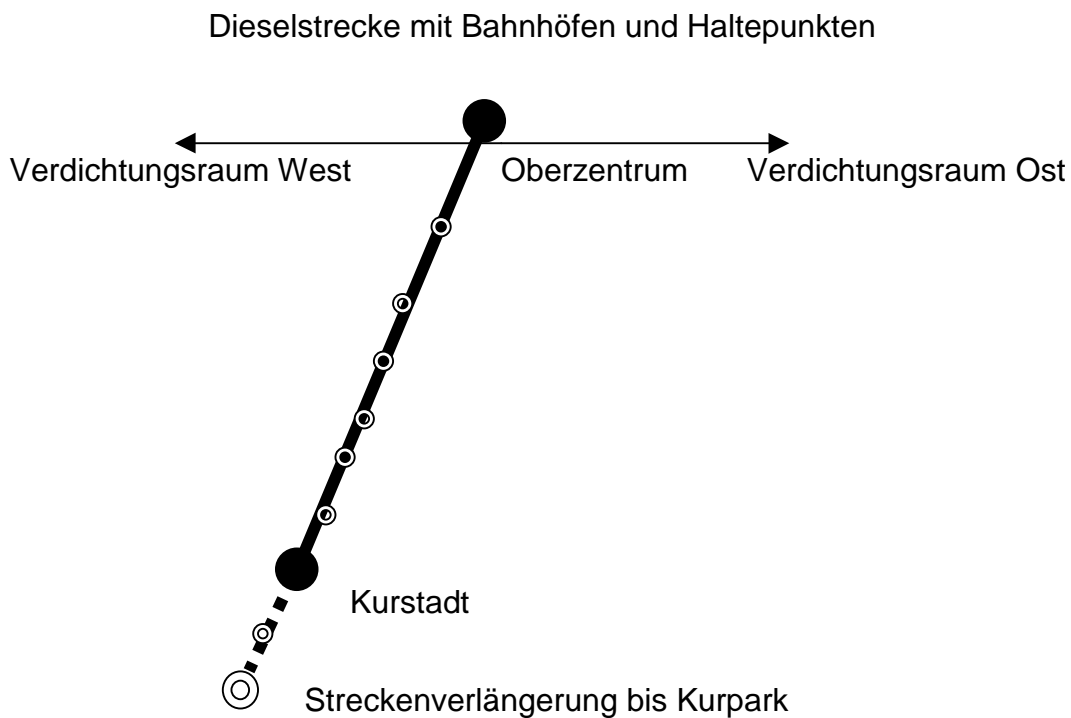 Dieselstrecke mit Bahnhöfen und Haltepunkten
Verdichtungsraum West
Oberzentrum
Verdichtungsraum Ost
Kurstadt
Streckenverlängerung bis Kurpark